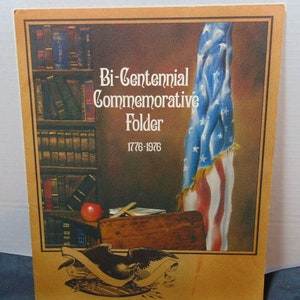 Bi-Centennial
Commemorative
Folder
1776-1976